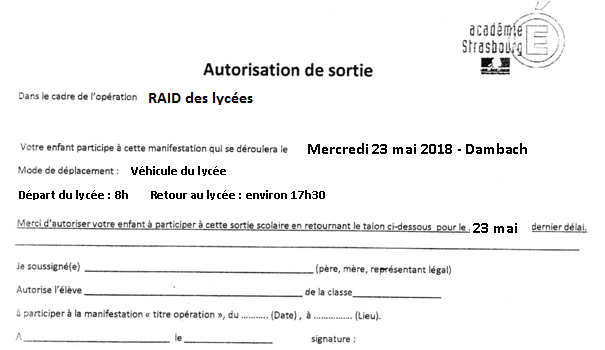 académie
Strasbourg
Autorisation de sortie
Dans le cadre de l'opération RAID des lycées
Votre enfant participe à cette manifestation qui se déroulera le Mercredi 23 mai 2018 - Dambach
Mode de déplacement : Véhicule du lycée
Départ du lycée : 8h Retour au lycée : environ 17h30
Merci d'autoriser votre enfant à participer à cette sortie scolaire en retournant le talon ci-dessous pour le 23 mai dernier délai.
Je soussigné(e) ______________________ (père, mère, représentant légal)
Autorise l'élève ______________________ de la classe______________
à participer à la manifestation « titre opération », du ........... (Date) , à ................ (Lieu).
A ______________________ le ______________ signature :